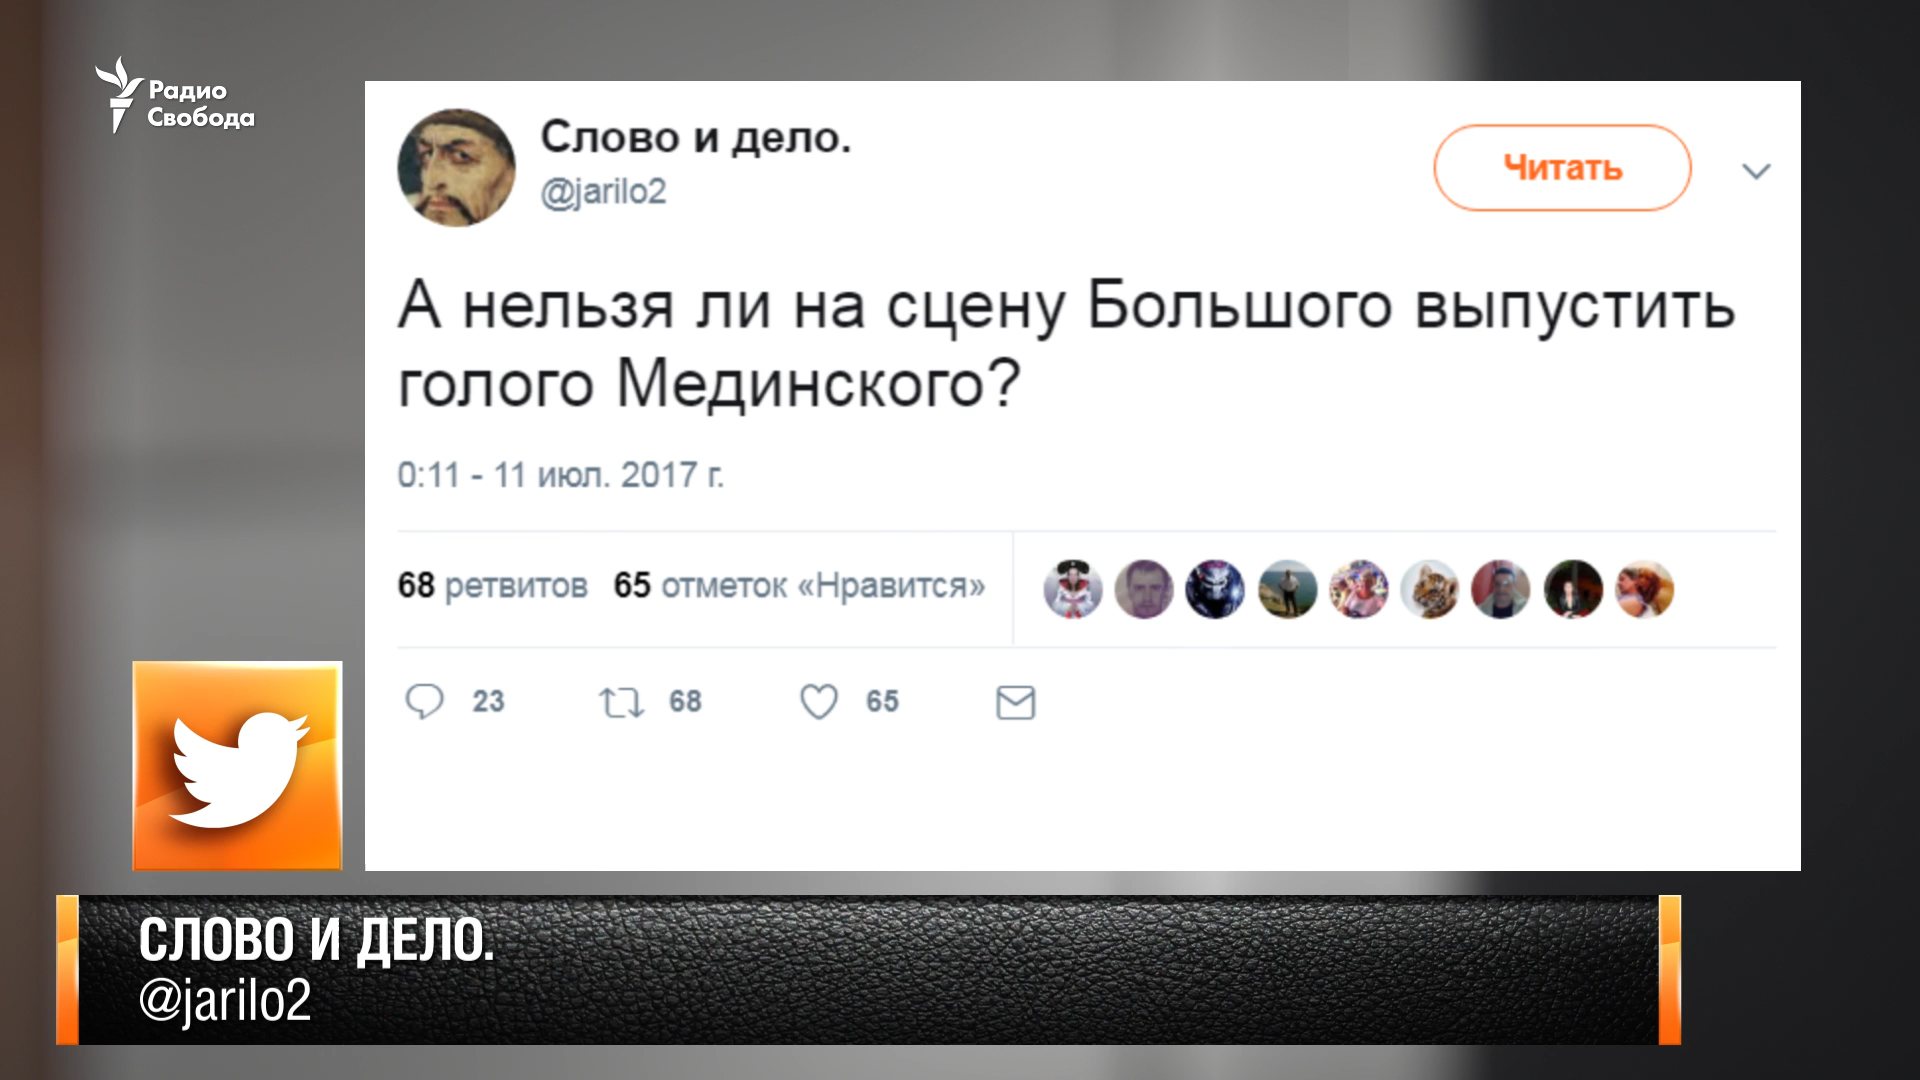 Радио
Свобода
Слово и дело.
@jarilo2
Читать
А нельзя ли на сцену Большого выпустить
голого Мединского?
0:11 - 11 июл. 2017 г.
68 ретвитов 65 отметок «Нравится»
23 68 65
СЛОВО И ДЕЛО.
@jarilo2